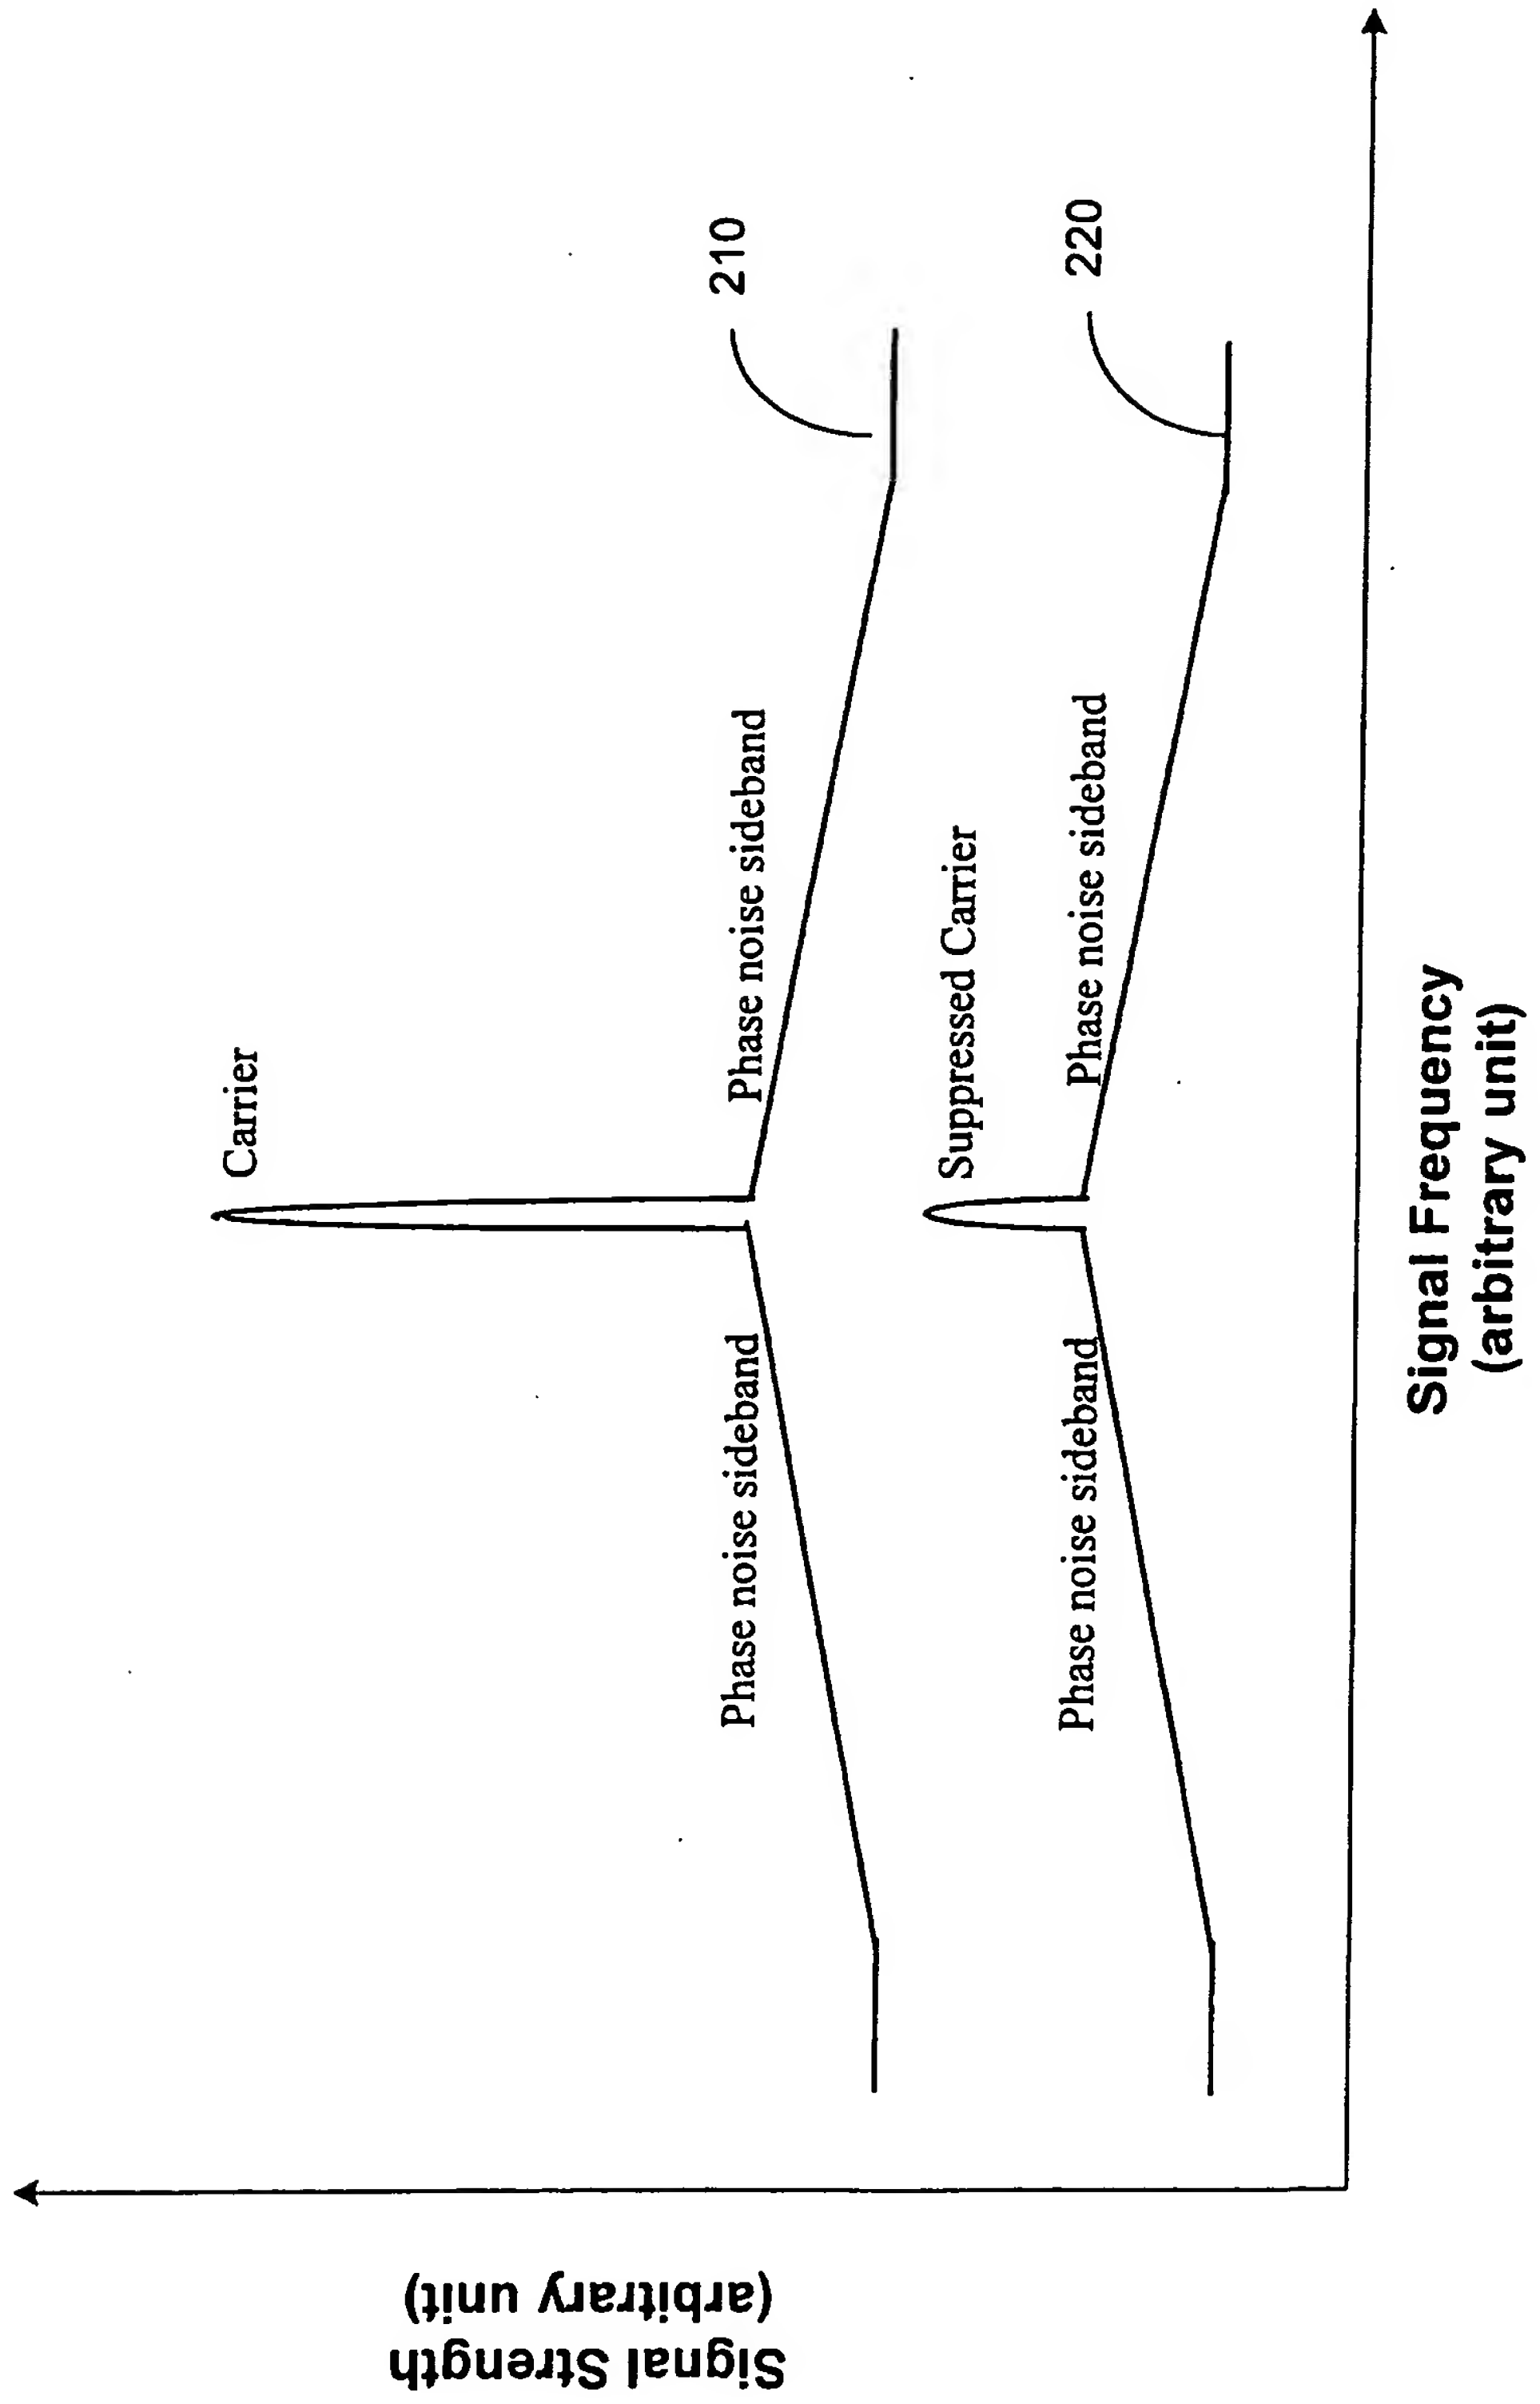 Signal Strength
(arbitrary unit)
Carrier
210
Phase noise sideband
Phase noise sideband
Suppressed Carrier
220
Phase noise sideband
Phase noise sideband
Signal Frequency
(arbitrary unit)